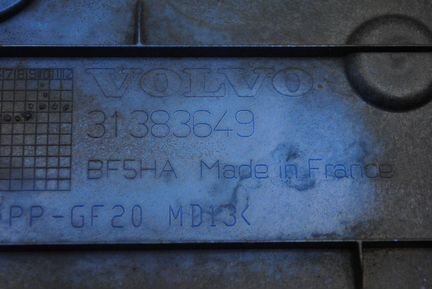 VOLVO
31383649
BF5HA Made in France
PP-GF20 MD13<